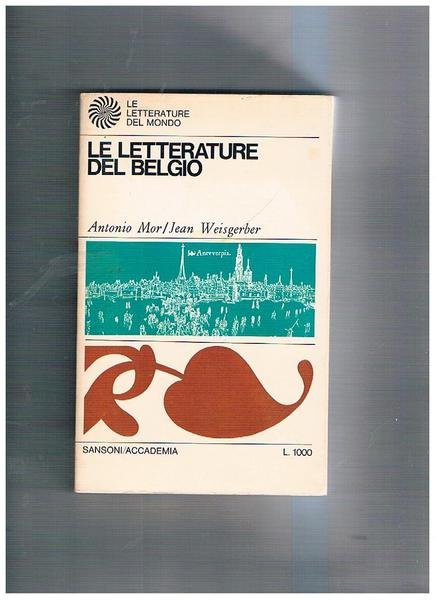 LE
LETTERATURE
DEL MONDO
LE LETTERATURE
DEL BELGIO
Antonio Mor/Jean Weisgerber
Antverpia.
SANSONI/ACCADEMIA
L. 1000